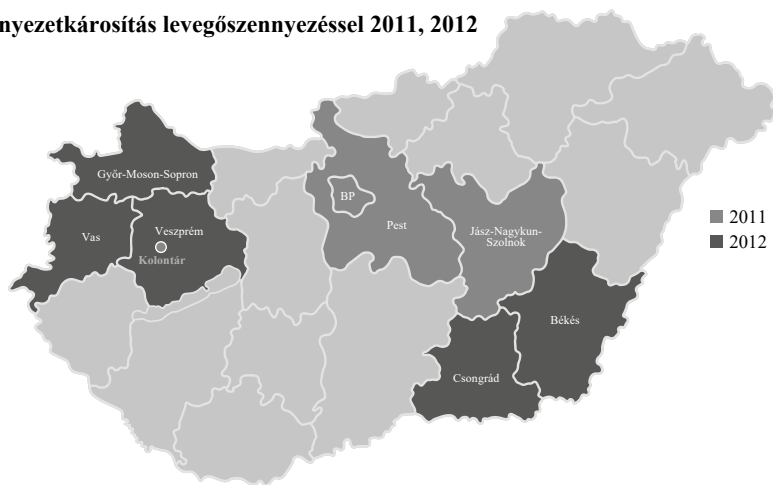 nyezetkárosítás levegőszennyezéssel 2011, 2012
Győr-Moson-Sopron
Vas
Veszprém
Kolontár
BP
Pest
Jász-Nagykun-
Szolnok
2011
2012
Békés
Csongrád